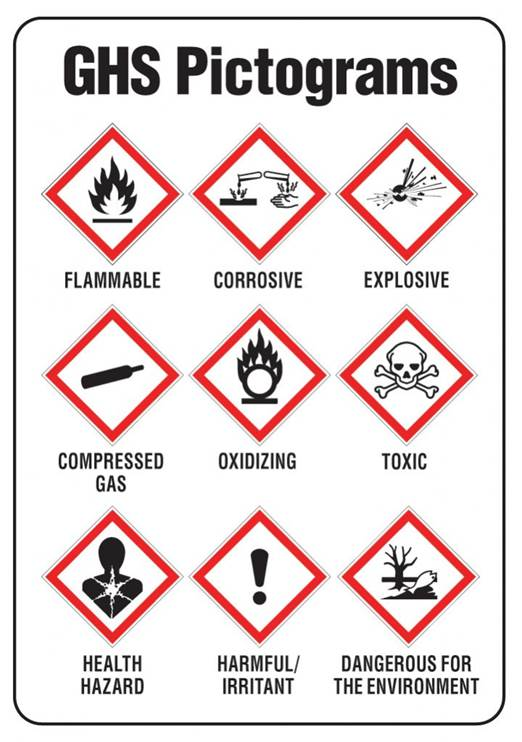 GHS Pictograms
FLAMMABLE
CORROSIVE
EXPLOSIVE
COMPRESSED
GAS
OXIDIZING
TOXIC
HEALTH
HAZARD
HARMFUL/
IRRITANT
DANGEROUS FOR
THE ENVIRONMENT